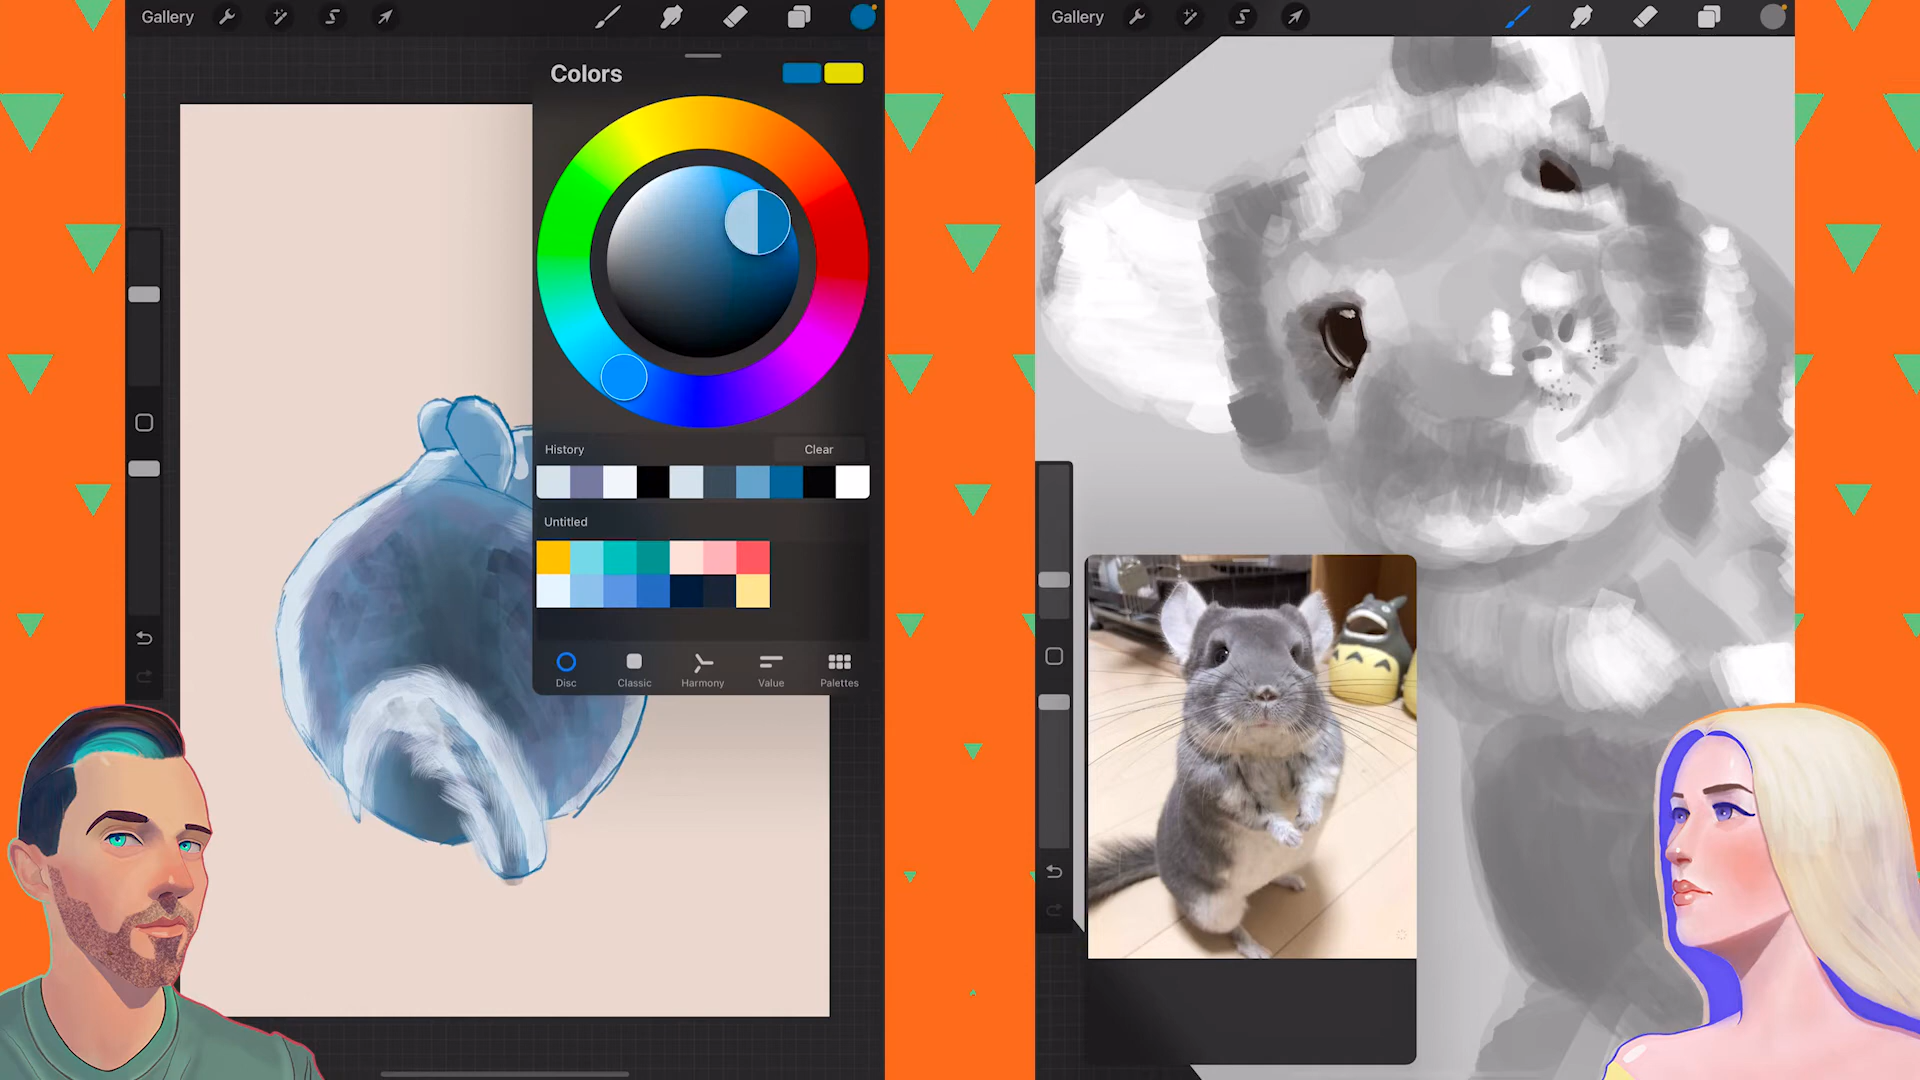 Gallery
Colors
History
Clear
Untitled
Disc
Classic
Harmony
Value
Palettes
Gallery